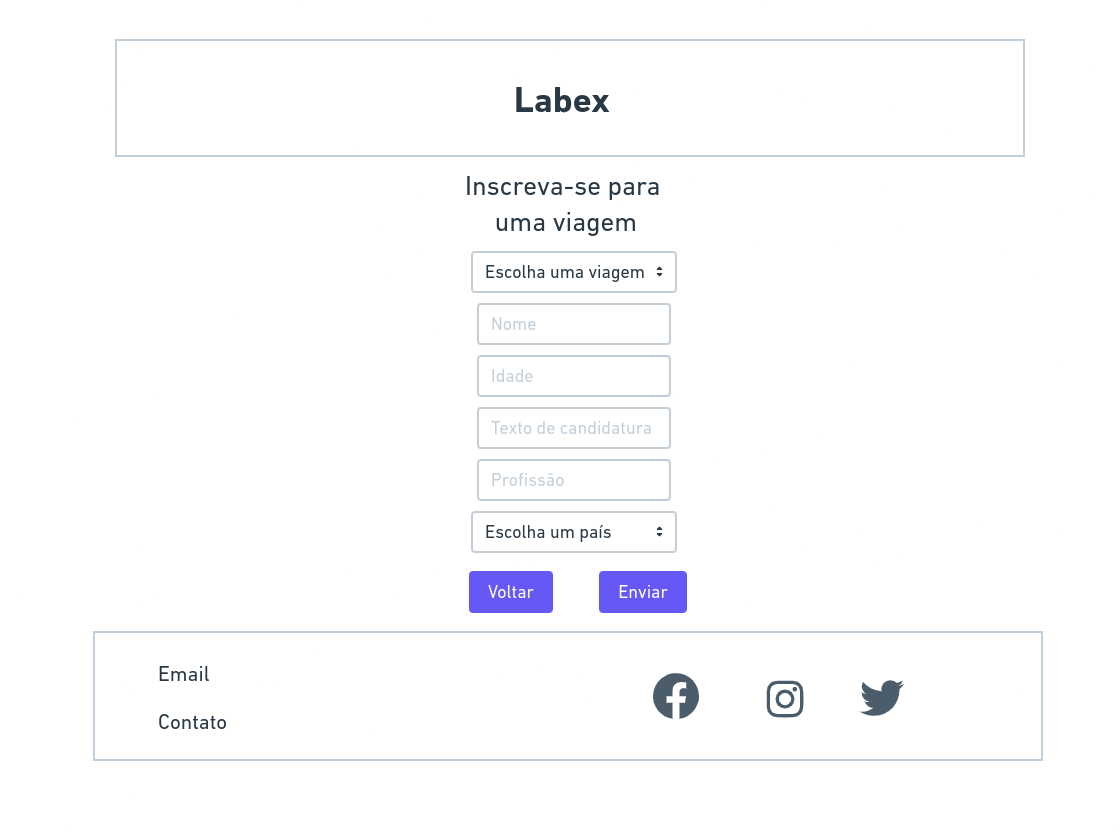 Labex
Inscreva-se para
uma viagem
Escolha uma viagem
Nome
Idade
Texto de candidatura
Profissão
Escolha um país
Voltar Enviar
Email
Contato